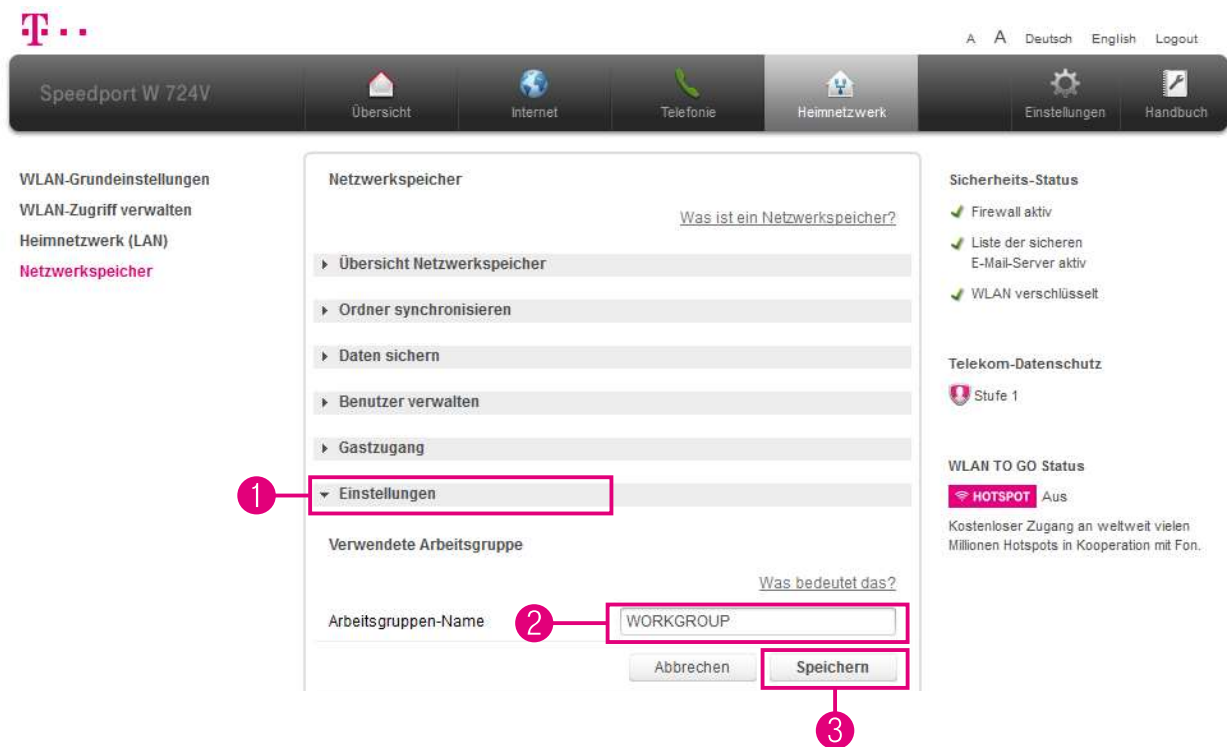 T
A A Deutsch English Logout
Speedport W 724V
Übersicht
Internet
Telefonie
Heimnetzwerk
Einstellungen
Handbuch
WLAN-Grundeinstellungen
WLAN-Zugriff verwalten
Heimnetzwerk (LAN)
Netzwerkspeicher
Netzwerkspeicher
Was ist ein Netzwerkspeicher?
Übersicht Netzwerkspeicher
Ordner synchronisieren
Daten sichern
Benutzer verwalten
Gastzugang
1
Einstellungen
Verwendete Arbeitsgruppe
Was bedeutet das?
Arbeitsgruppen-Name
2
WORKGROUP
Abbrechen
Speichern
3
Sicherheits-Status
Firewall aktiv
Liste der sicheren
E-Mail-Server aktiv
WLAN verschlüsselt
Telekom-Datenschutz
Stufe 1
WLAN TO GO Status
HOTSPOT Aus
Kostenloser Zugang an weltweit vielen
Millionen Hotspots in Kooperation mit Fon.